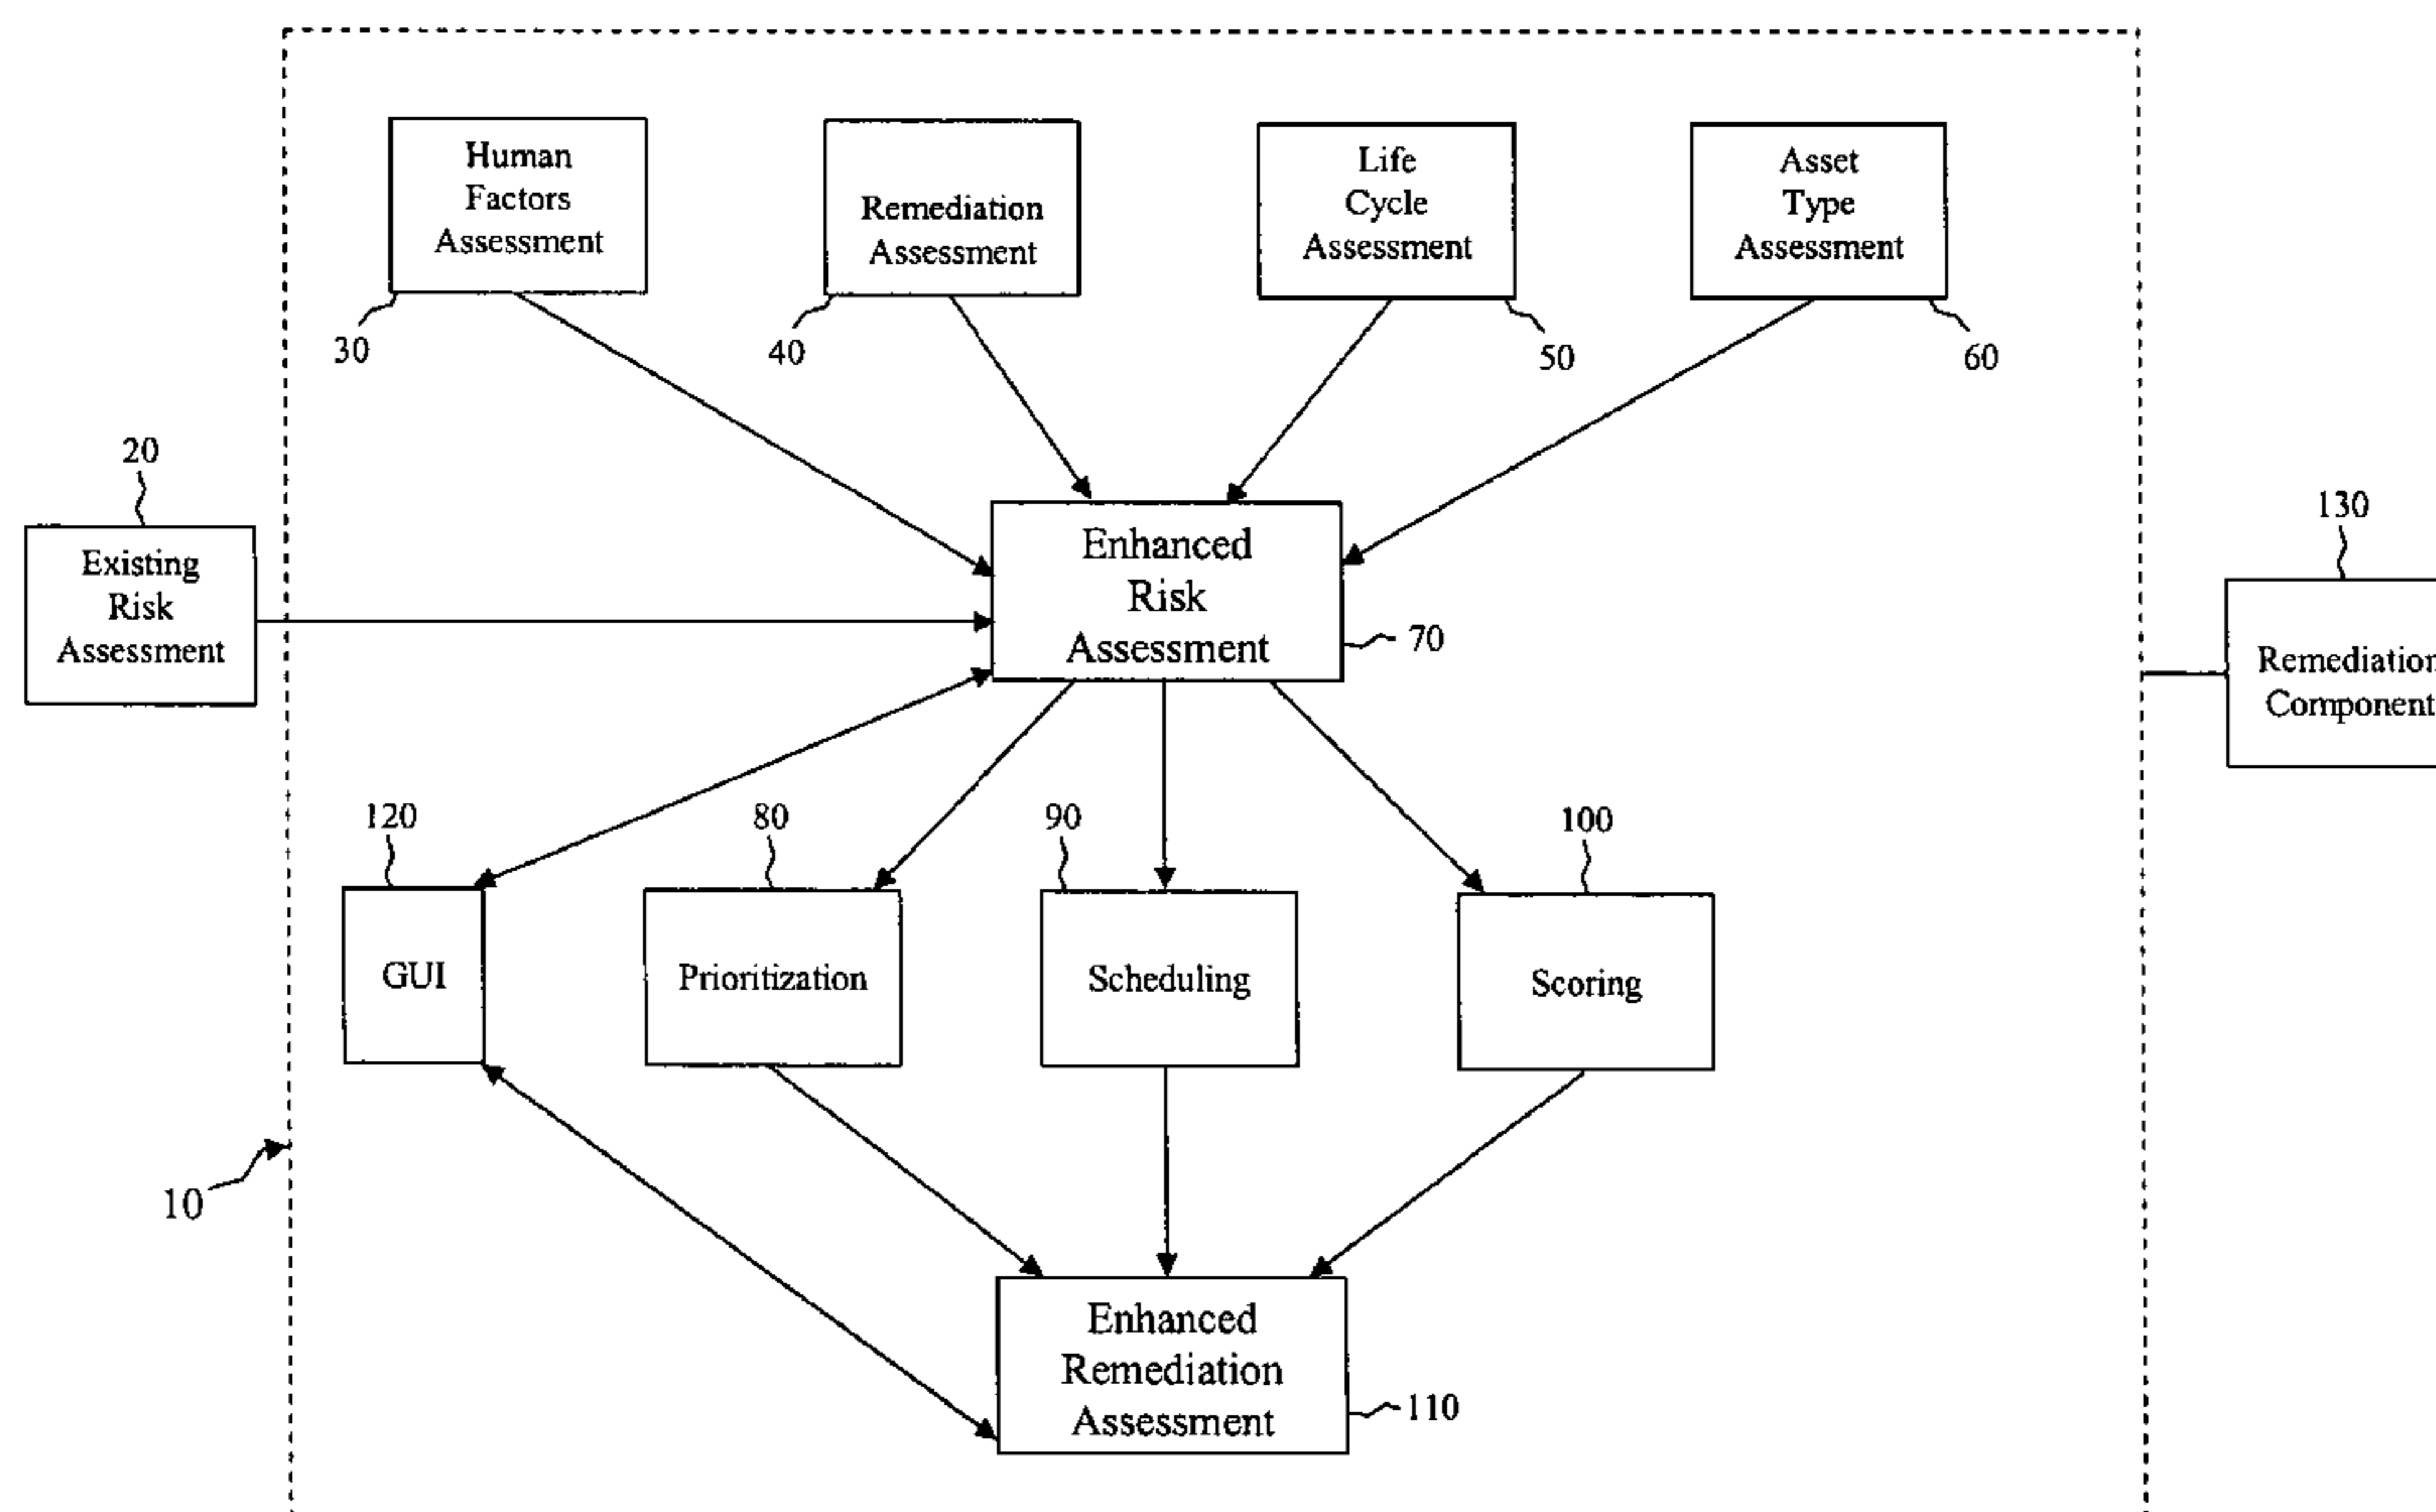 Human
Factors
Assessment
30
Remediation
Assessment
40
Life
Cycle
Assessment
50
Asset
Type
Assessment
60
20
Existing
Risk
Assessment
Enhanced
Risk
Assessment
70
130
Remediation
Component
120
GUI
80
Prioritization
90
Scheduling
100
Scoring
10
Enhanced
Remediation
Assessment
110